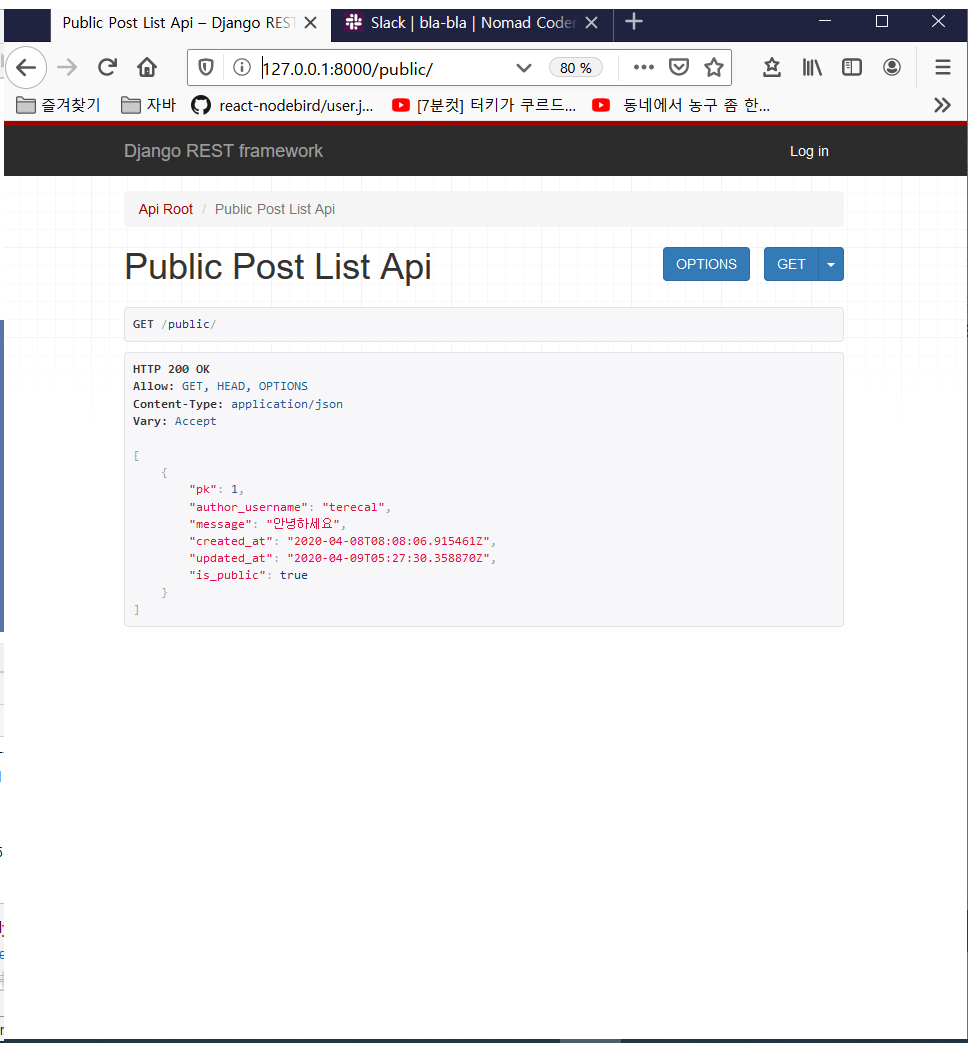 Public Post List Api – Django REST
Slack | bla-bla | Nomad Coder
127.0.0.1:8000/public/
80 %
즐겨찾기
자바
react-nodebird/user.j...
[7분컷] 터키가 쿠르드...
동네에서 농구 좀 한...
Django REST framework
Log in
Api Root / Public Post List Api
Public Post List Api
OPTIONS
GET
GET /public/
HTTP 200 OK
Allow: GET, HEAD, OPTIONS
Content-Type: application/json
Vary: Accept
[
{
"pk": 1,
"author_username": "terecal",
"message": "안녕하세요",
"created_at": "2020-04-08T08:08:06.915461Z",
"updated_at": "2020-04-09T05:27:30.358870Z",
"is_public": true
}
]